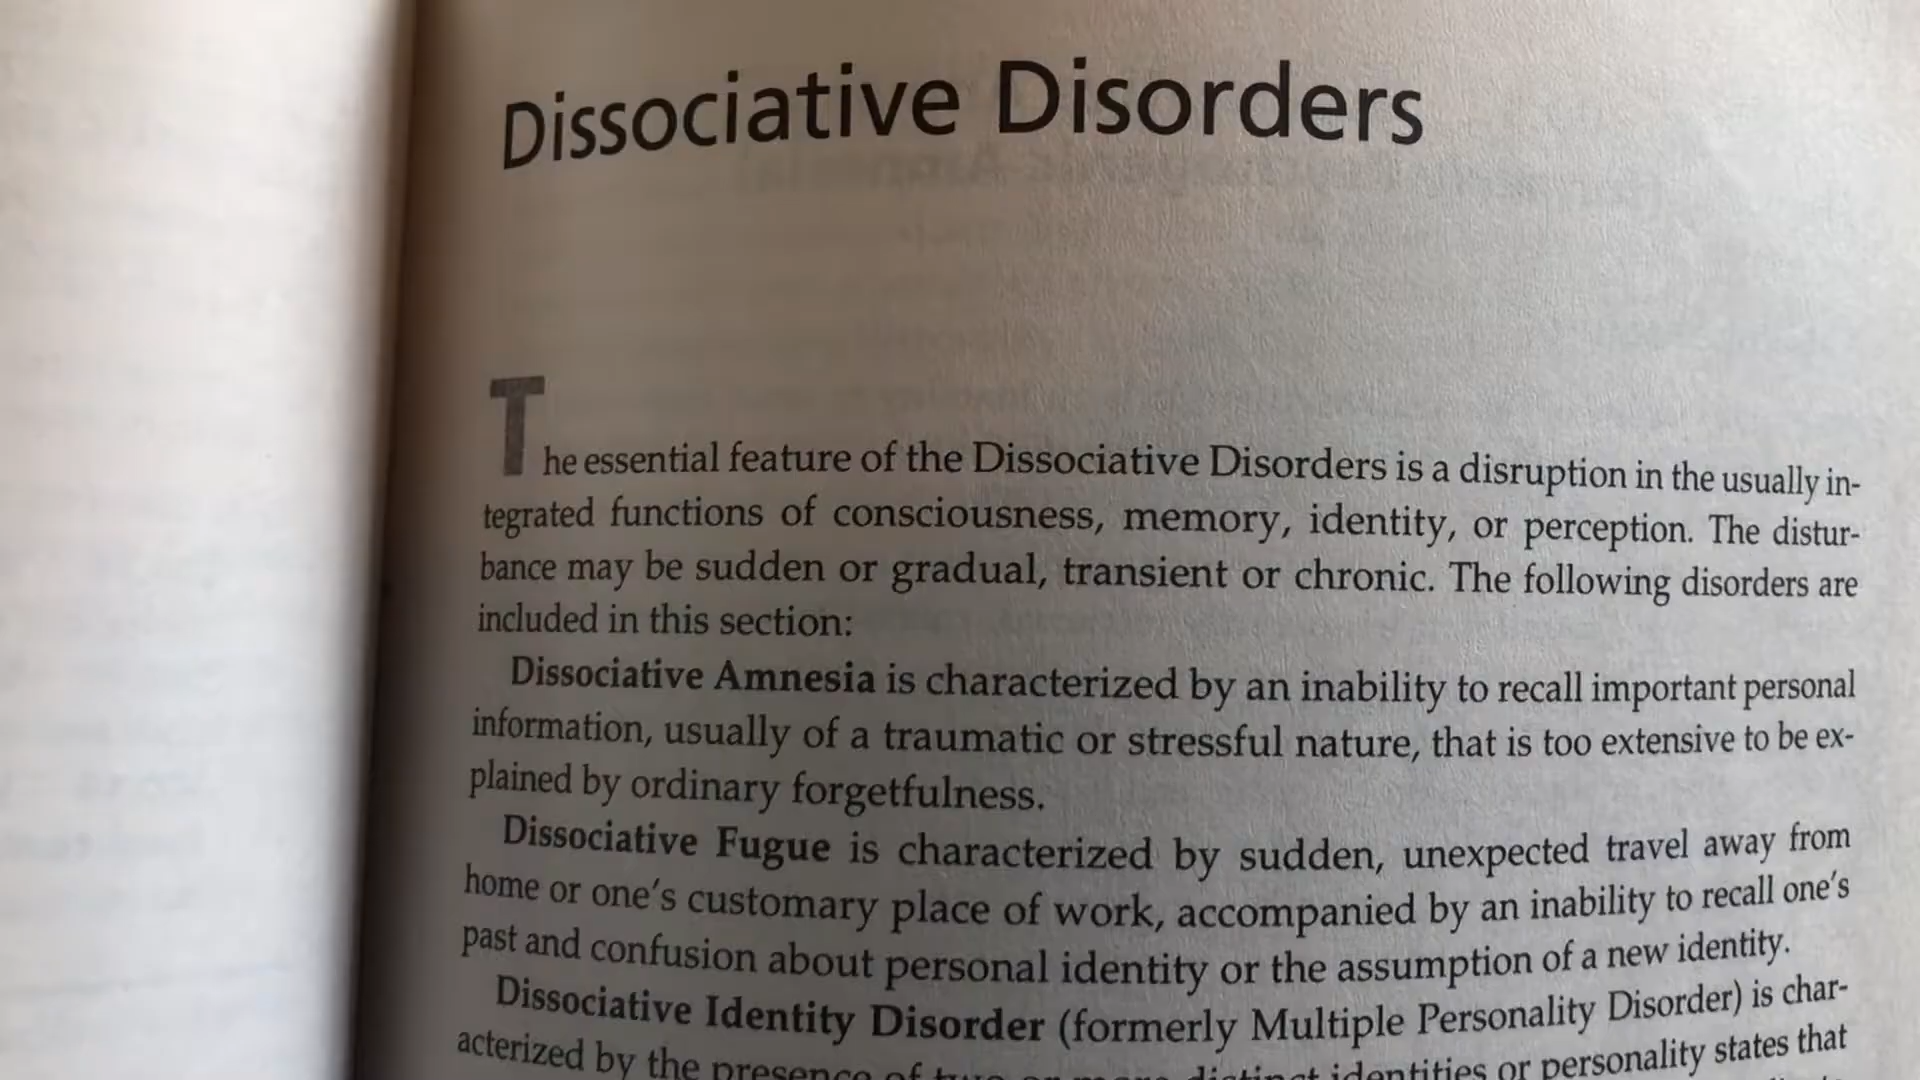 Dissociative Disorders
The essential feature of the Dissociative Disorders is a disruption in the usually in-
tegrated functions of consciousness, memory, identity, or perception. The distur-
bance may be sudden or gradual, transient or chronic. The following disorders are
included in this section:
Dissociative Amnesia is characterized by an inability to recall important personal
information, usually of a traumatic or stressful nature, that is too extensive to be ex-
plained by ordinary forgetfulness.
Dissociative Fugue is characterized by sudden, unexpected travel away from
home or one's customary place of work, accompanied by an inability to recall one's
past and confusion about personal identity or the assumption of a new identity.
Dissociative Identity Disorder (formerly Multiple Personality Disorder) is char-
acterized by the presence of two or more distinct identities or personality states that